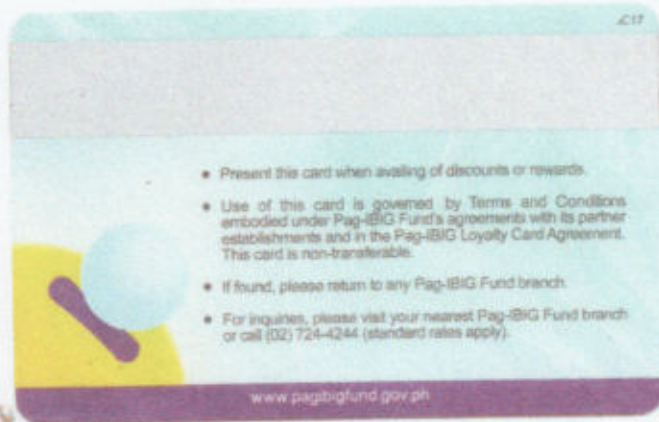 • Present this card when availing of discounts or rewards.
• Use of this card is governed by Terms and Conditions
embodied under Pag-IBIG Fund's agreements with its partner
establishments and in the Pag-IBIG Loyalty Card Agreement.
This card is non-transferable.
• If found, please return to any Pag-IBIG Fund branch.
• For inquiries, please visit your nearest Pag-IBIG Fund branch
or call (02) 724-4244 (standard rates apply).
www.pagibigfund.gov.ph